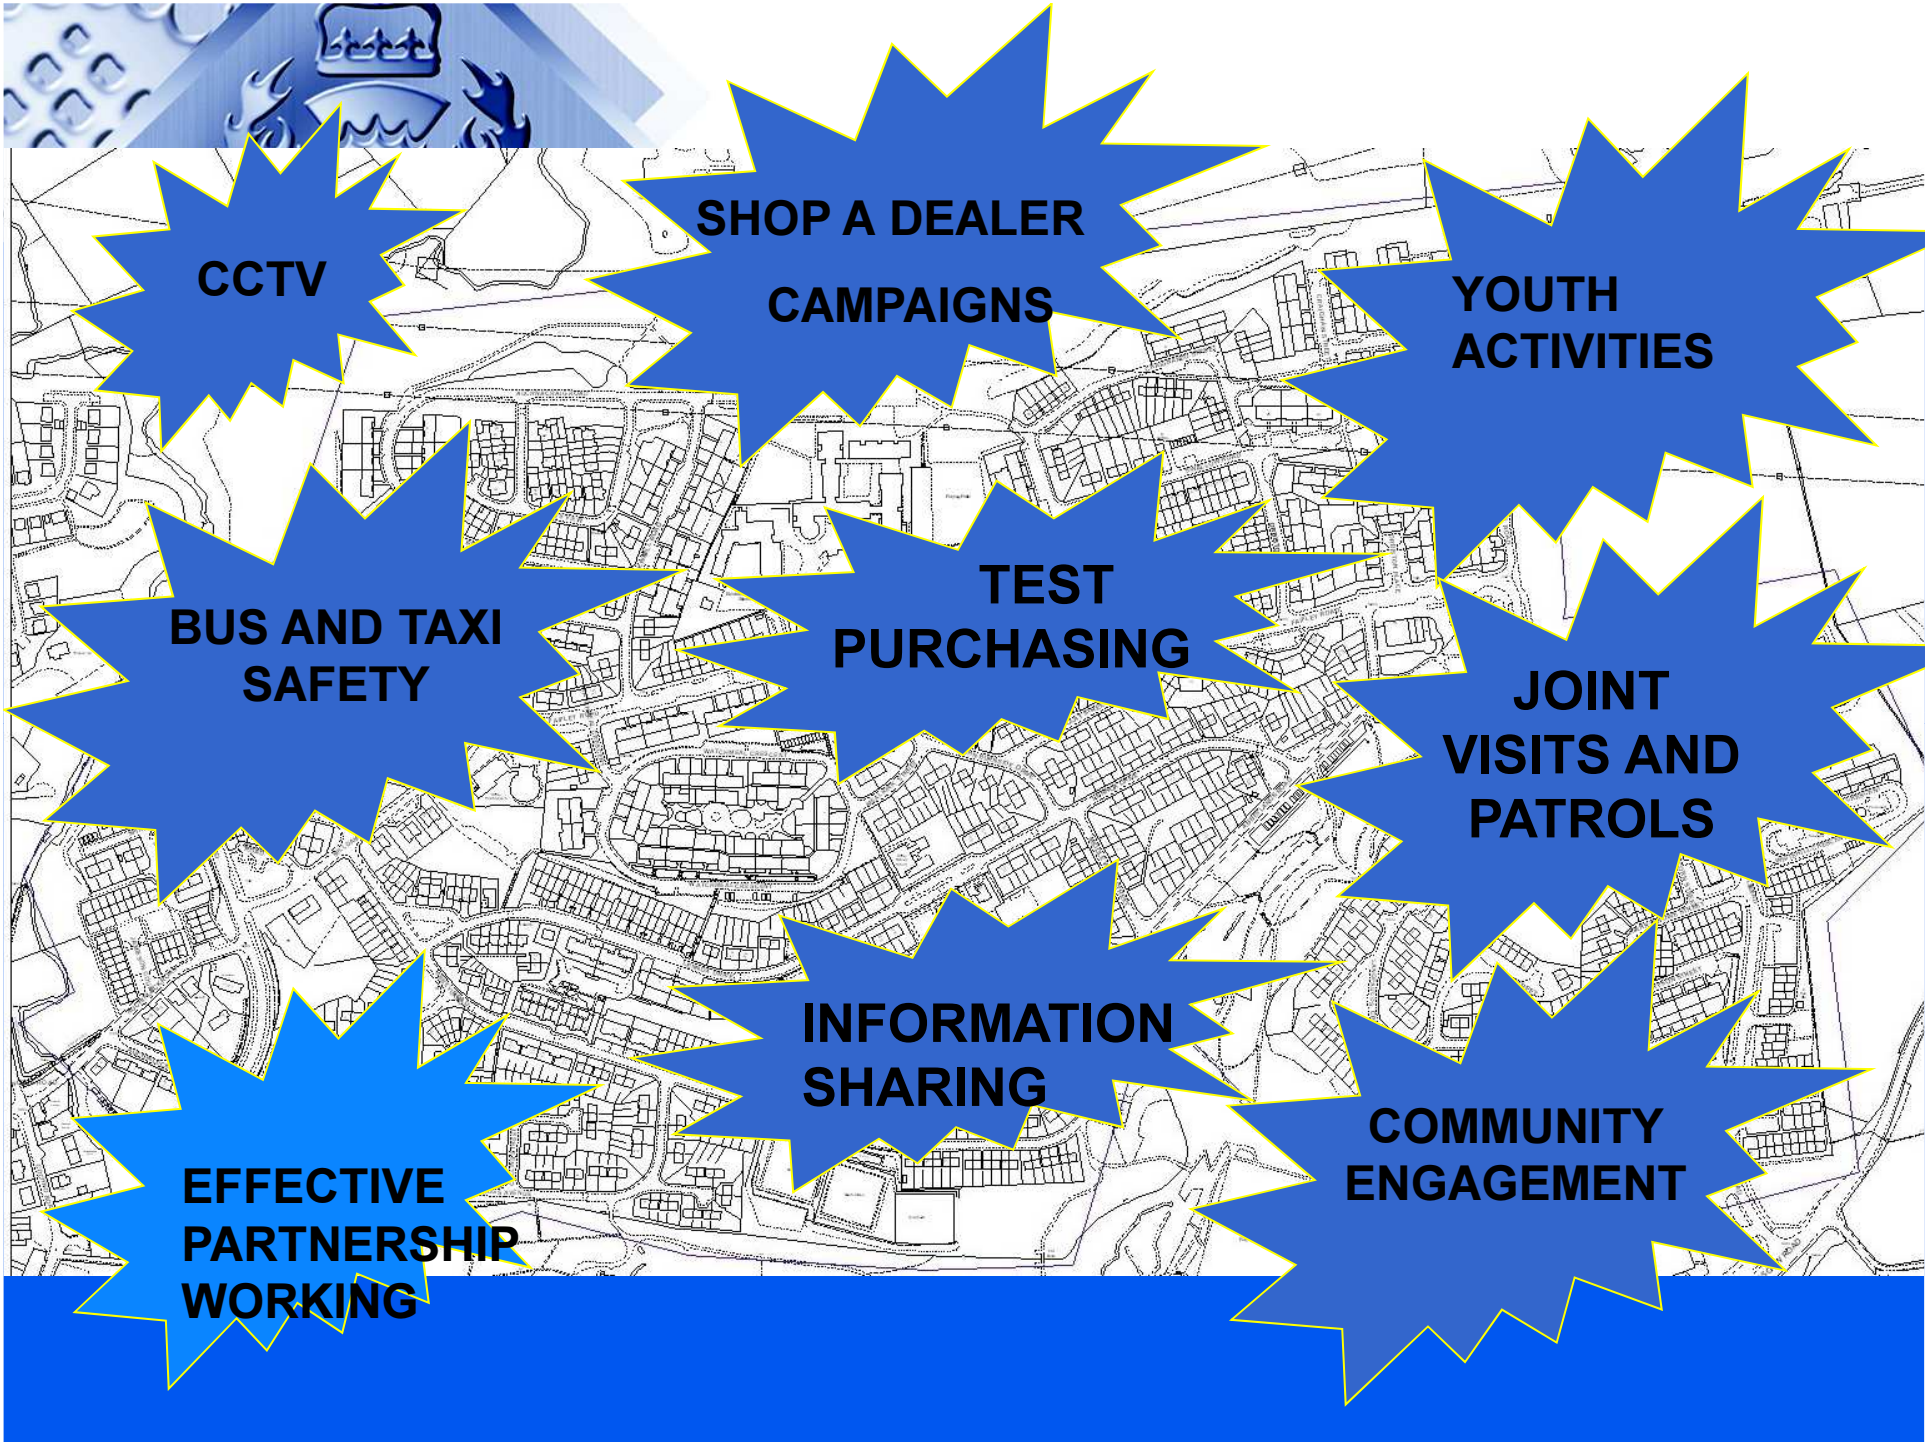 CCTV
SHOP A DEALER
CAMPAIGNS
YOUTH
ACTIVITIES
BUS AND TAXI
SAFETY
TEST
PURCHASING
JOINT
VISITS AND
PATROLS
INFORMATION
SHARING
COMMUNITY
ENGAGEMENT
EFFECTIVE
PARTNERSHIP
WORKING